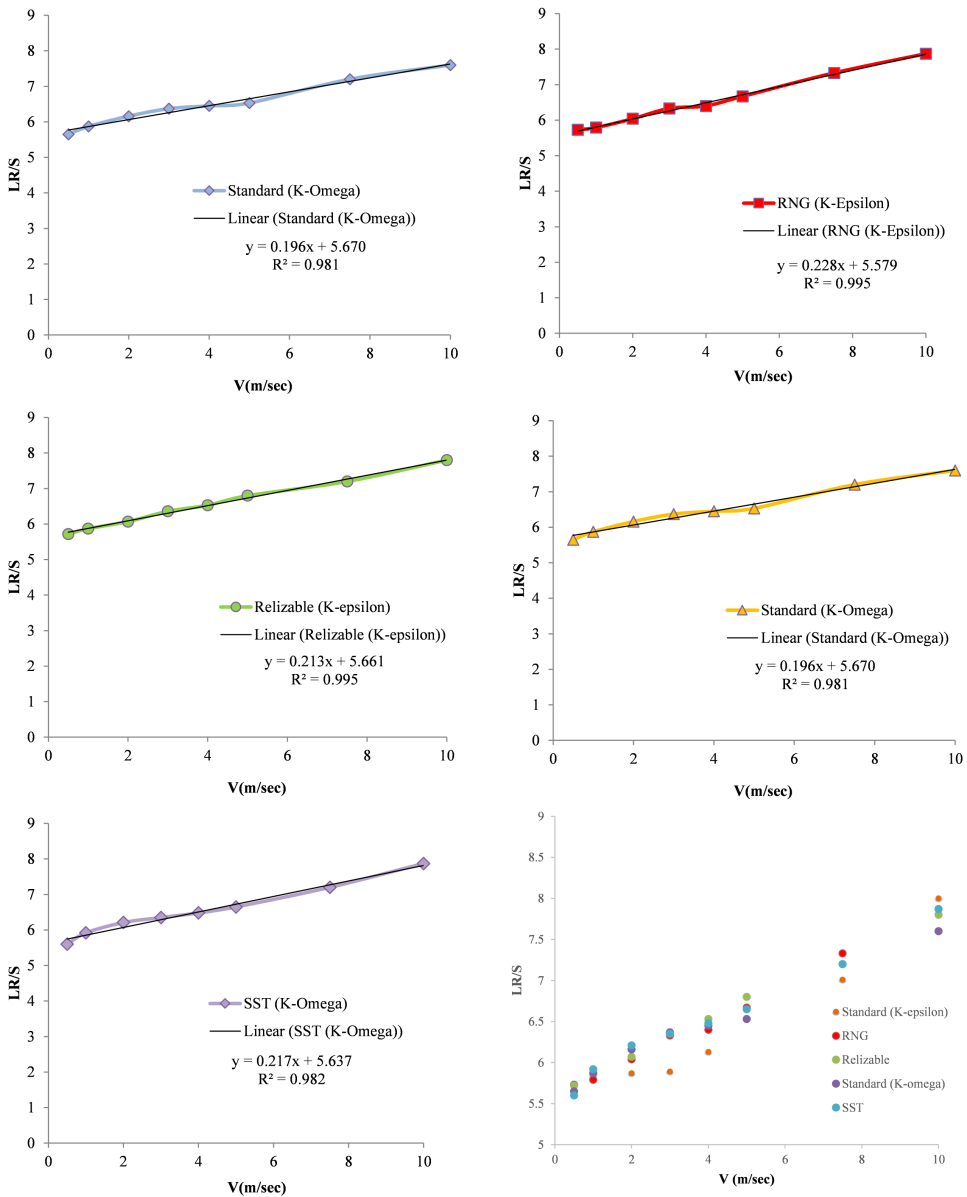 9
8
7
6
5
4
3
2
1
0
LR/S
Standard (K-Omega)
Linear (Standard (K-Omega))
y = 0.196x + 5.670
R² = 0.981
0 2 4 6 8 10
V(m/sec)
9
8
7
6
5
4
3
2
1
0
LR/S
RNG (K-Epsilon)
Linear (RNG (K-Epsilon))
y = 0.228x + 5.579
R² = 0.995
0 2 4 6 8 10
V(m/sec)
9
8
7
6
5
4
3
2
1
0
LR/S
Relizable (K-epsilon)
Linear (Relizable (K-epsilon))
y = 0.213x + 5.661
R² = 0.995
0 2 4 6 8 10
V(m/sec)
9
8
7
6
5
4
3
2
1
0
LR/S
Standard (K-Omega)
Linear (Standard (K-Omega))
y = 0.196x + 5.670
R² = 0.981
0 2 4 6 8 10
V(m/sec)
9
8
7
6
5
4
3
2
1
0
LR/S
SST (K-Omega)
Linear (SST (K-Omega))
y = 0.217x + 5.637
R² = 0.982
0 2 4 6 8 10
V(m/sec)
9
8.5
8
7.5
7
6.5
6
5.5
5
LR/S
Standard (K-epsilon)
RNG
Relizable
Standard (K-omega)
SST
0 2 4 6 8 10
V (m/sec)